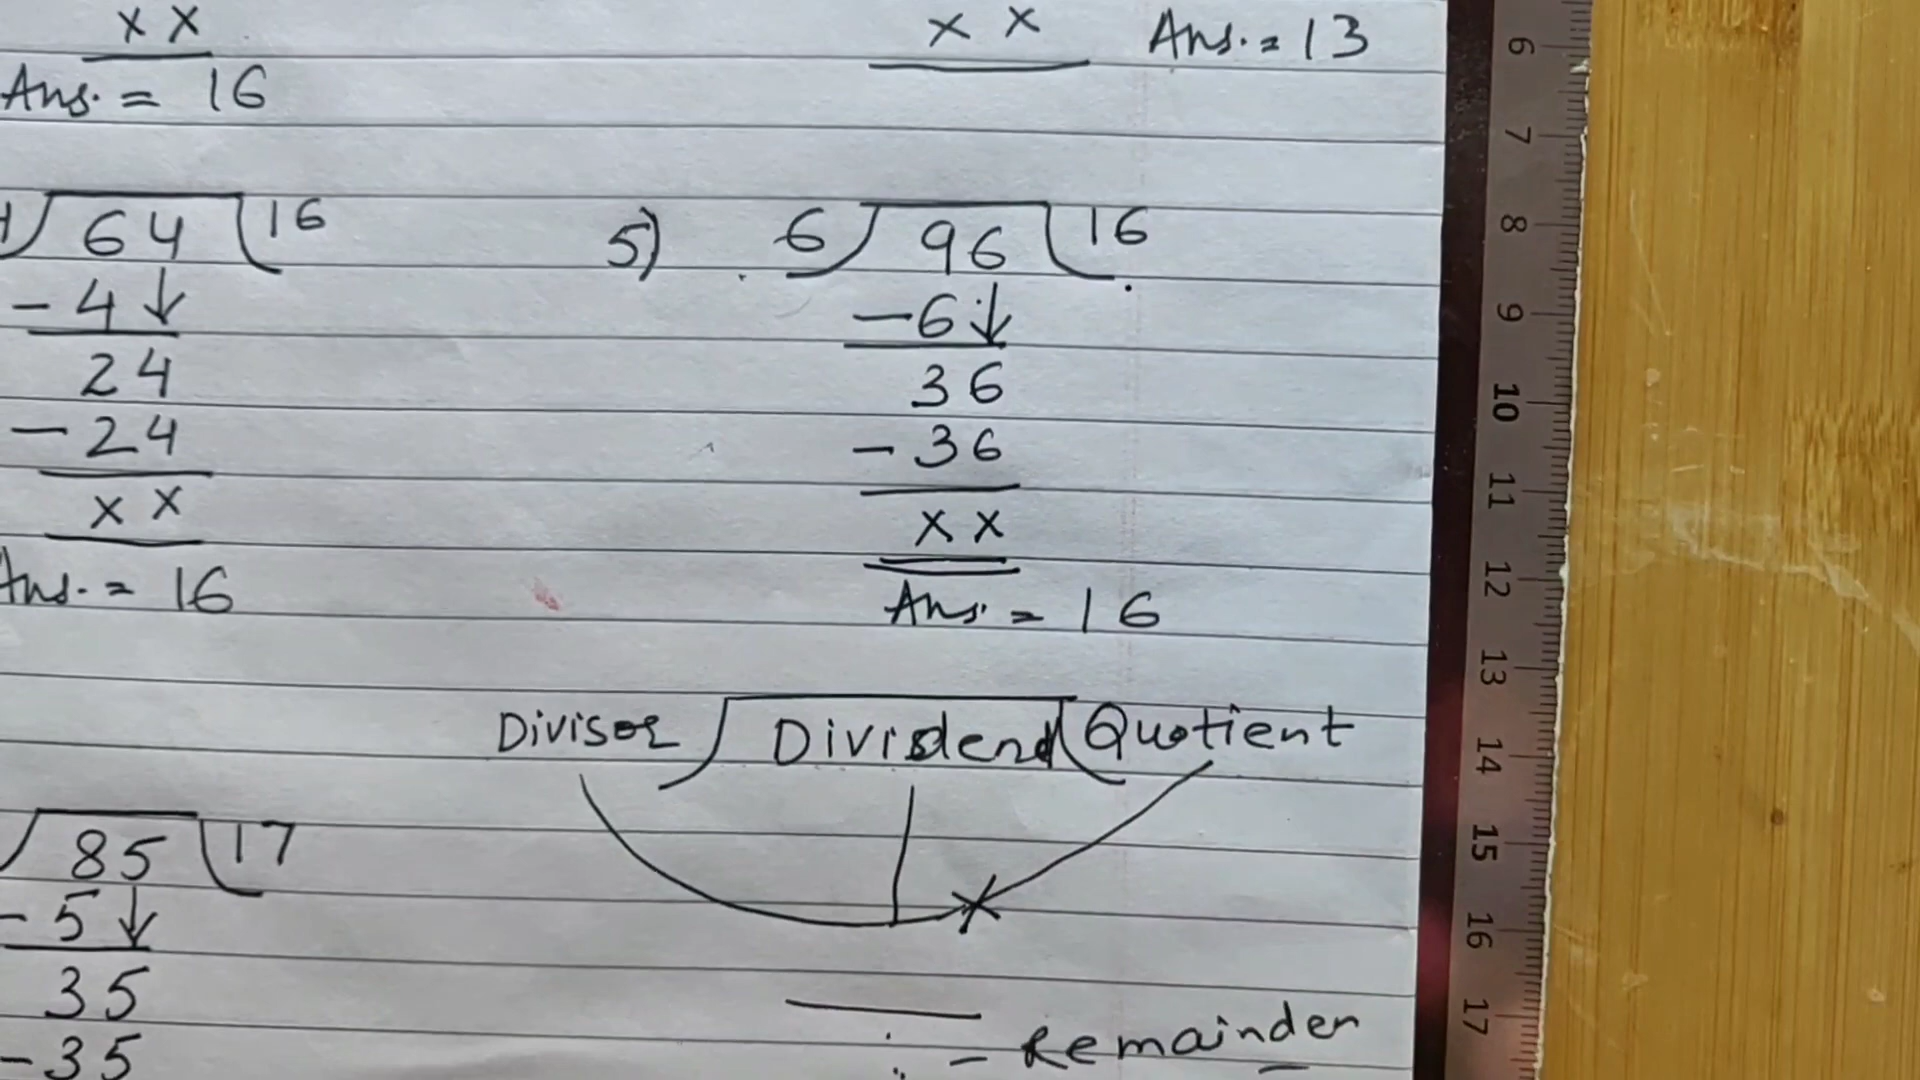 x x
Ans. = 16
x x
Ans. = 13
64 16
- 4 ↓
24
- 24
x x
Ans. = 16
5) 6 96 16
- 6 ↓
36
- 36
x x
Ans. = 16
Divisor Dividend Quotient
- Remainder
85 17
- 5 ↓
35
- 35
6
7
8
9
10
11
12
13
14
15
16
17